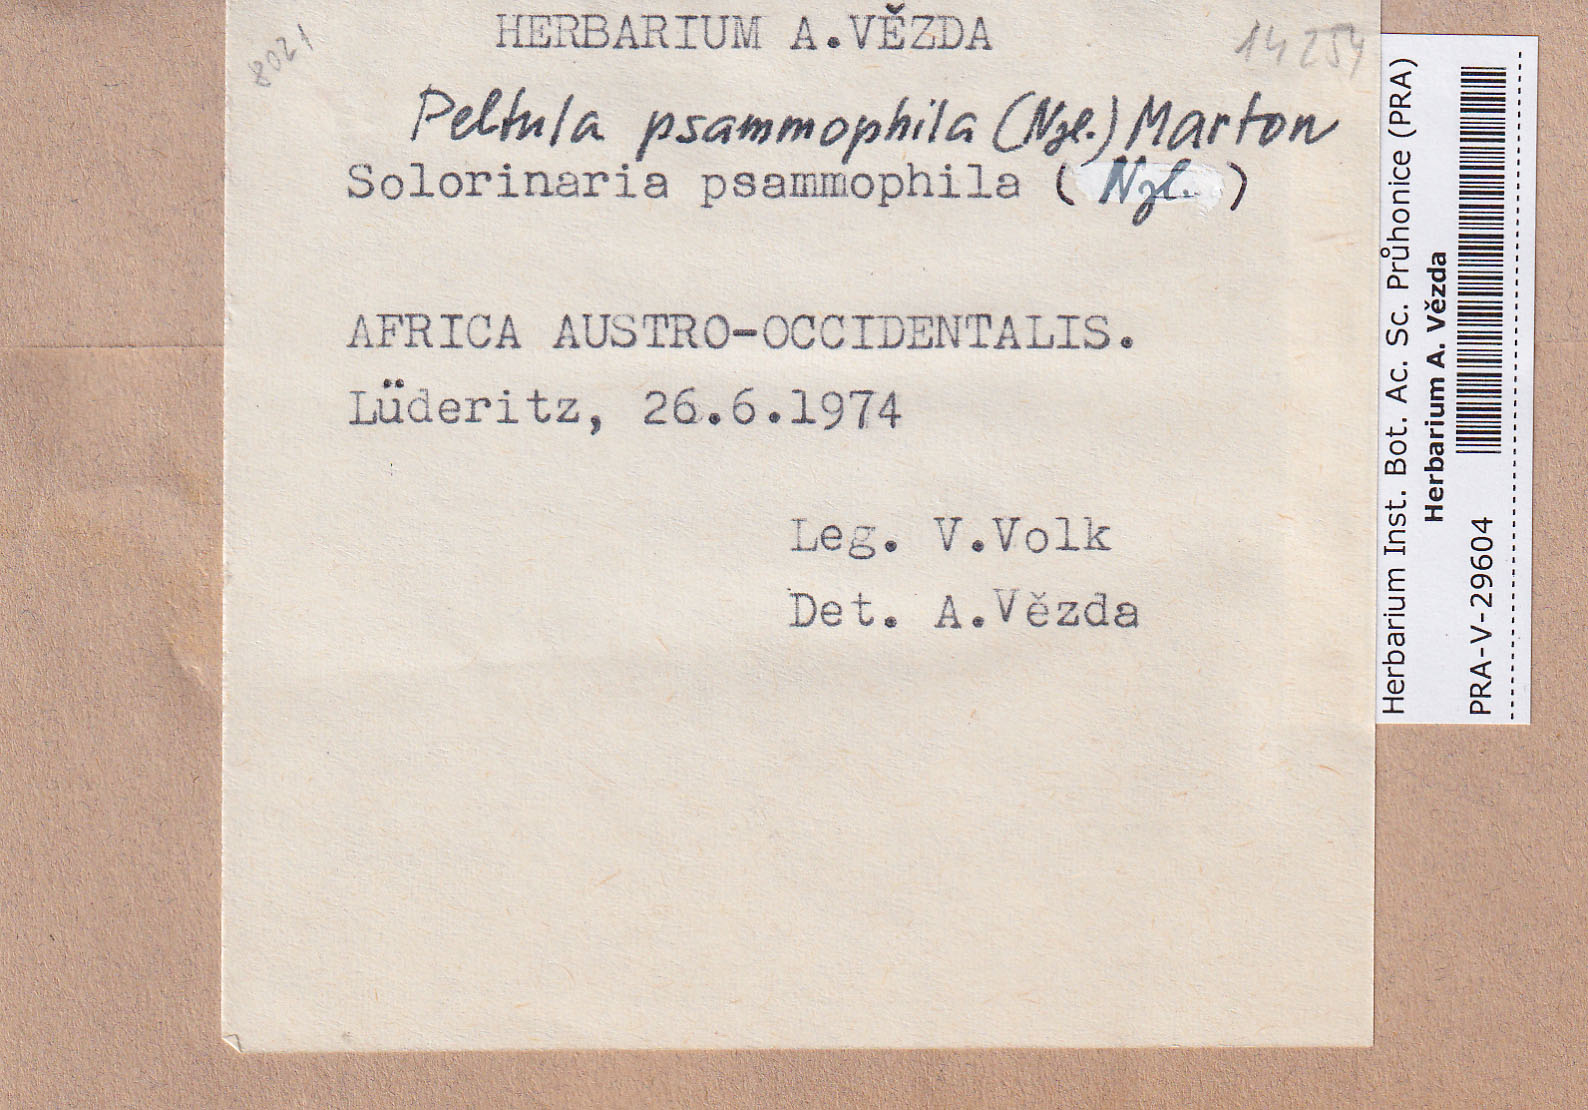 HERBARIUM A.VĚZDA
8021
14254
Peltula psammophila (Nyl.) Marton
Solorinaria psammophila (Nyl.)
AFRICA AUSTRO-OCCIDENTALIS.
Lüderitz, 26.6.1974
Leg. V.Volk
Det. A.Vězda
Herbarium Inst. Bot. Ac. Sc. Průhonice (PRA)
Herbarium A. Vězda
PRA-V-29604